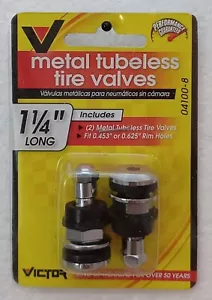 V
PERFORMANCE
GUARANTEED
metal tubeless
tire valves
Válvulas metálicas para neumáticos sin cámara
04100-8
1¼"
LONG
Includes
(2) Metal Tubeless Tire Valves
Fit 0.453" or 0.625" Rim Holes
VICTOR
OVER 50 YEARS